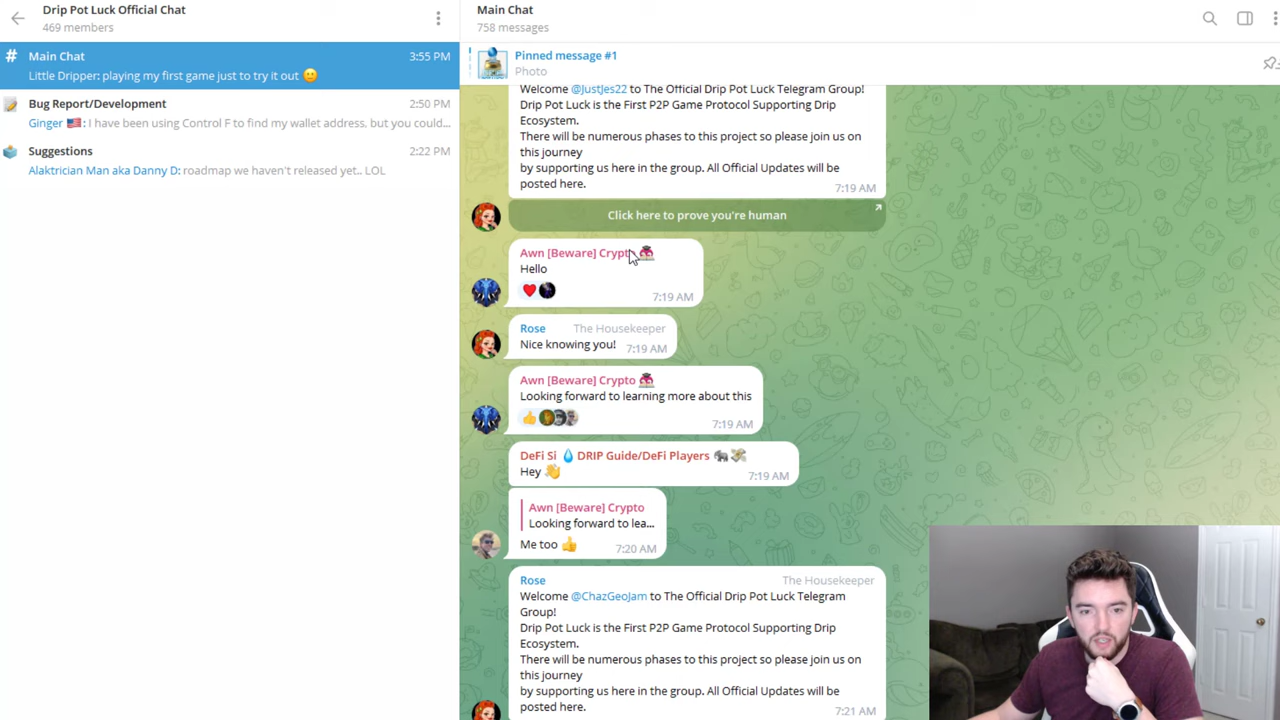 Drip Pot Luck Official Chat
469 members
# Main Chat 3:55 PM
Little Dripper: playing my first game just to try it out 🙂
Bug Report/Development 2:50 PM
Ginger 🇺🇸: I have been using Control F to find my wallet address, but you could...
Suggestions 2:22 PM
Alaktrician Man aka Danny D: roadmap we haven't released yet.. LOL
Main Chat
758 messages
Pinned message #1
Photo
Welcome @JustJes22 to The Official Drip Pot Luck Telegram Group!
Drip Pot Luck is the First P2P Game Protocol Supporting Drip
Ecosystem.
There will be numerous phases to this project so please join us on
this journey
by supporting us here in the group. All Official Updates will be
posted here. 7:19 AM
Click here to prove you're human
Awn [Beware] Crypt
Hello
7:19 AM
Rose The Housekeeper
Nice knowing you! 7:19 AM
Awn [Beware] Crypto
Looking forward to learning more about this
7:19 AM
DeFi Si 💧 DRIP Guide/DeFi Players 🐘💸
Hey 👋 7:19 AM
Awn [Beware] Crypto
Looking forward to lea...
Me too 👍 7:20 AM
Rose The Housekeeper
Welcome @ChazGeoJam to The Official Drip Pot Luck Telegram
Group!
Drip Pot Luck is the First P2P Game Protocol Supporting Drip
Ecosystem.
There will be numerous phases to this project so please join us on
this journey
by supporting us here in the group. All Official Updates will be
posted here. 7:21 AM